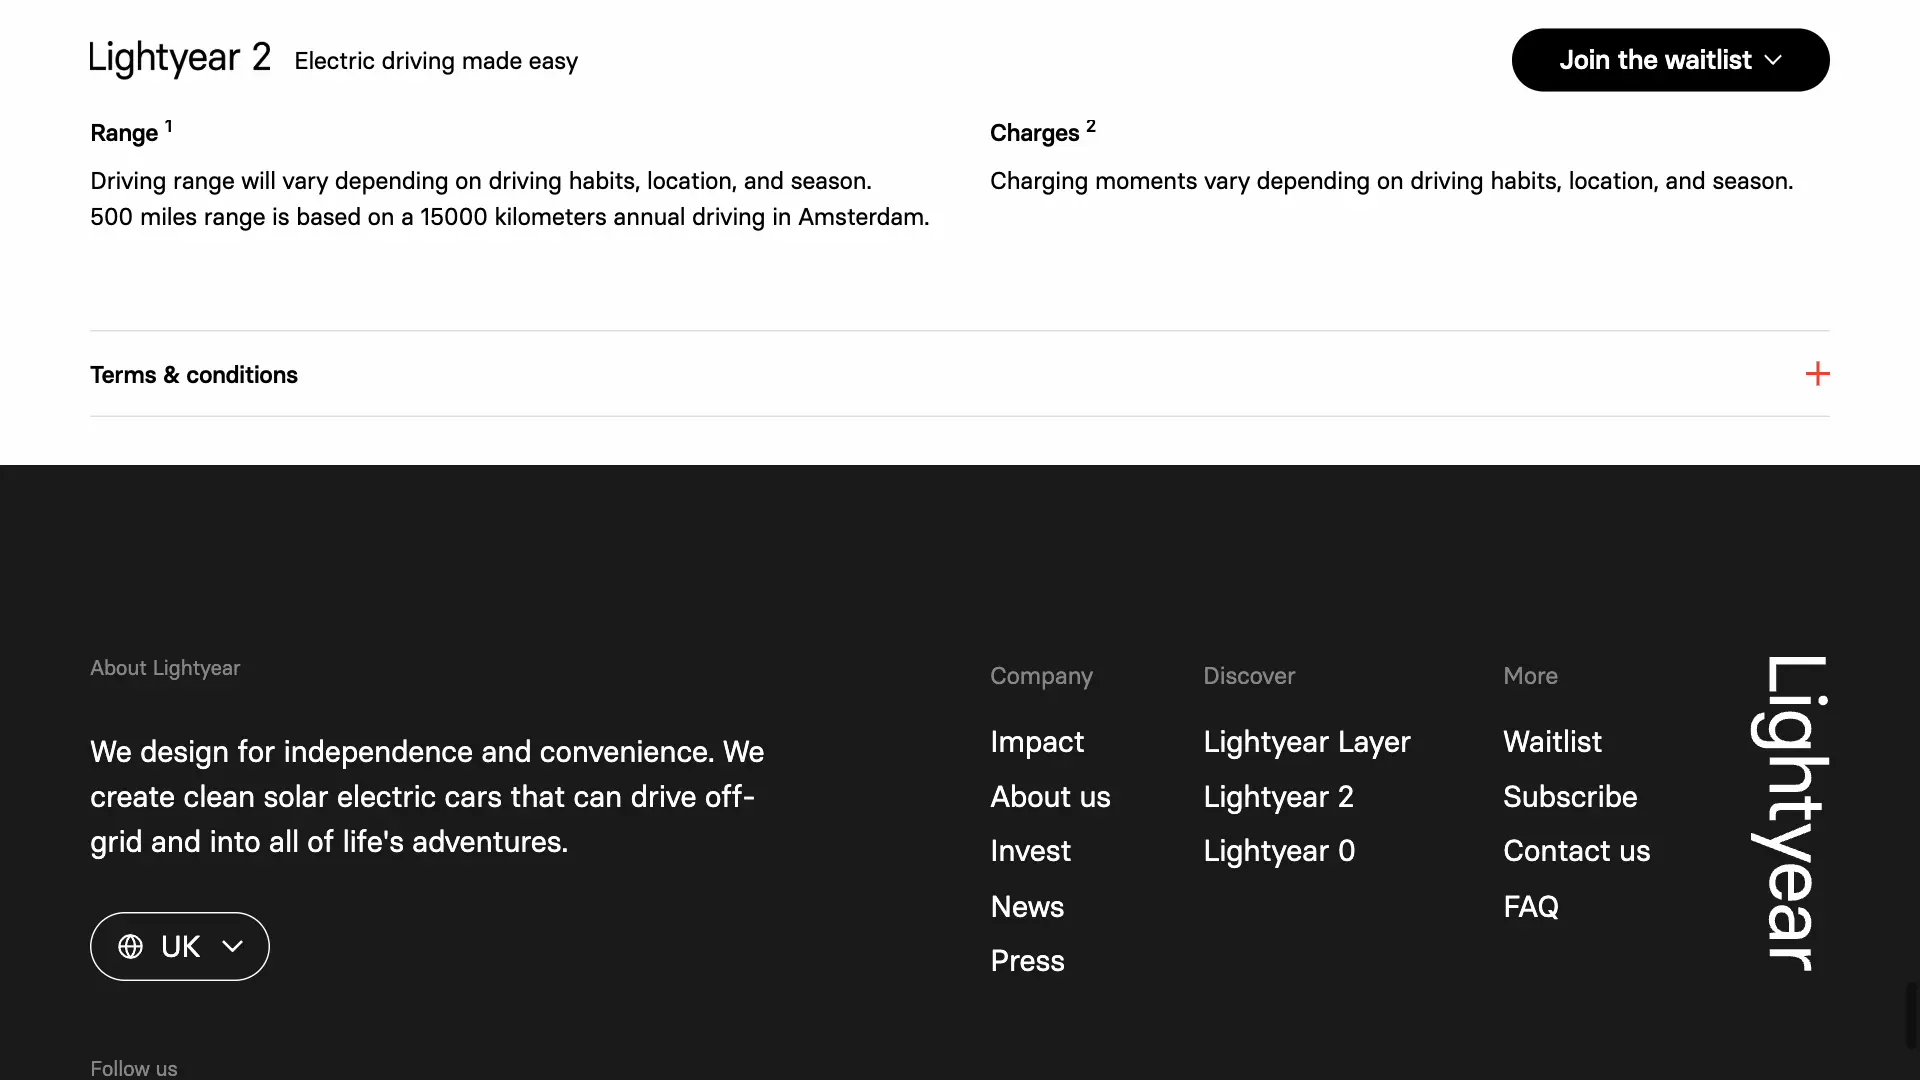 Lightyear 2 Electric driving made easy
Join the waitlist
Range 1
Driving range will vary depending on driving habits, location, and season.
500 miles range is based on a 15000 kilometers annual driving in Amsterdam.
Charges 2
Charging moments vary depending on driving habits, location, and season.
Terms & conditions
About Lightyear
We design for independence and convenience. We
create clean solar electric cars that can drive off-
grid and into all of life's adventures.
UK
Follow us
Company
Impact
About us
Invest
News
Press
Discover
Lightyear Layer
Lightyear 2
Lightyear 0
More
Waitlist
Subscribe
Contact us
FAQ
Lightyear